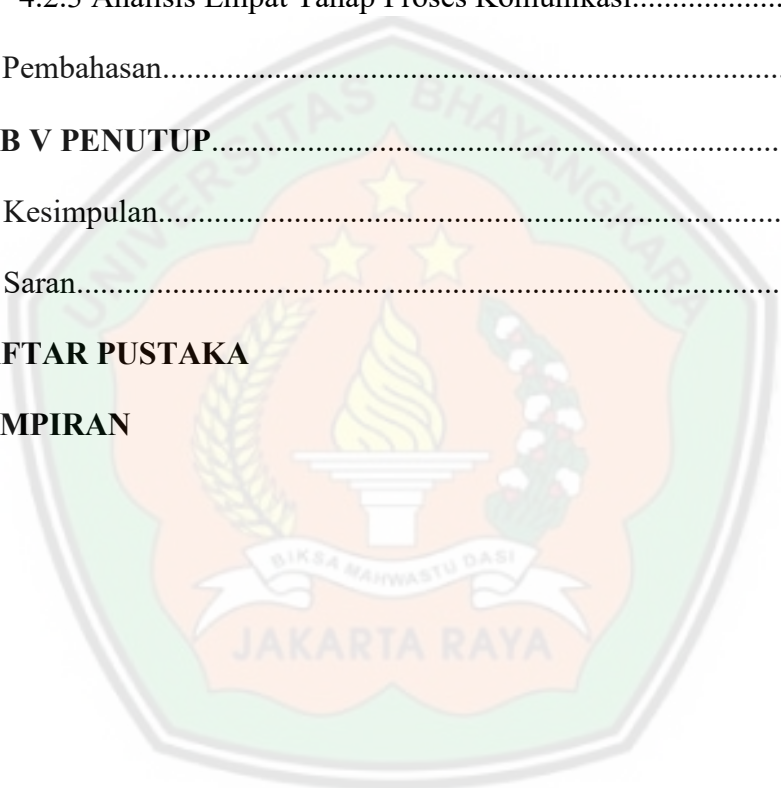 4.2.3 Analisis Empat Tahap Proses Komunikasi....................
Pembahasan..............................................................................
B V PENUTUP.......................................................................
Kesimpulan..............................................................................
Saran........................................................................................
FTAR PUSTAKA
MPIRAN
UNIVERSITAS BHAYANGKARA
BIKSA MAHWASTU DASI
JAKARTA RAYA